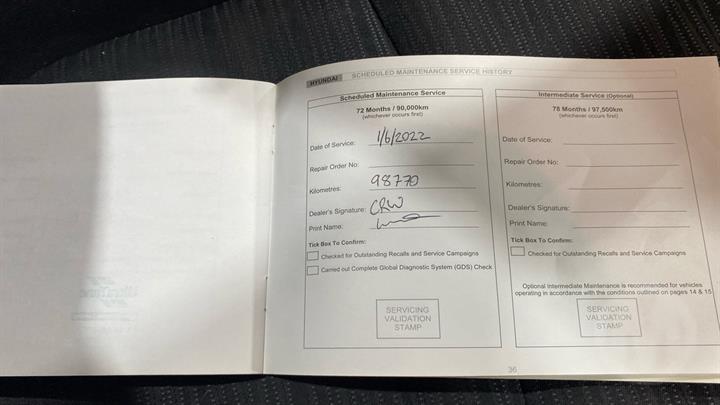 HYUNDAI SCHEDULED MAINTENANCE SERVICE HISTORY
Scheduled Maintenance Service
72 Months / 90,000km
(whichever occurs first)
Date of Service: 1/6/2022
Repair Order No:
Kilometres: 98770
Dealer's Signature: CRW
Print Name:
Tick Box To Confirm:
Checked for Outstanding Recalls and Service Campaigns
Carried out Complete Global Diagnostic System (GDS) Check
SERVICING
VALIDATION
STAMP
Intermediate Service (Optional)
78 Months / 97,500km
(whichever occurs first)
Date of Service:
Repair Order No:
Kilometres:
Dealer's Signature:
Print Name:
Tick Box To Confirm:
Checked for Outstanding Recalls and Service Campaigns
Optional Intermediate Maintenance is recommended for vehicles
operating in accordance with the conditions outlined on pages 14 & 15
SERVICING
VALIDATION
STAMP
36